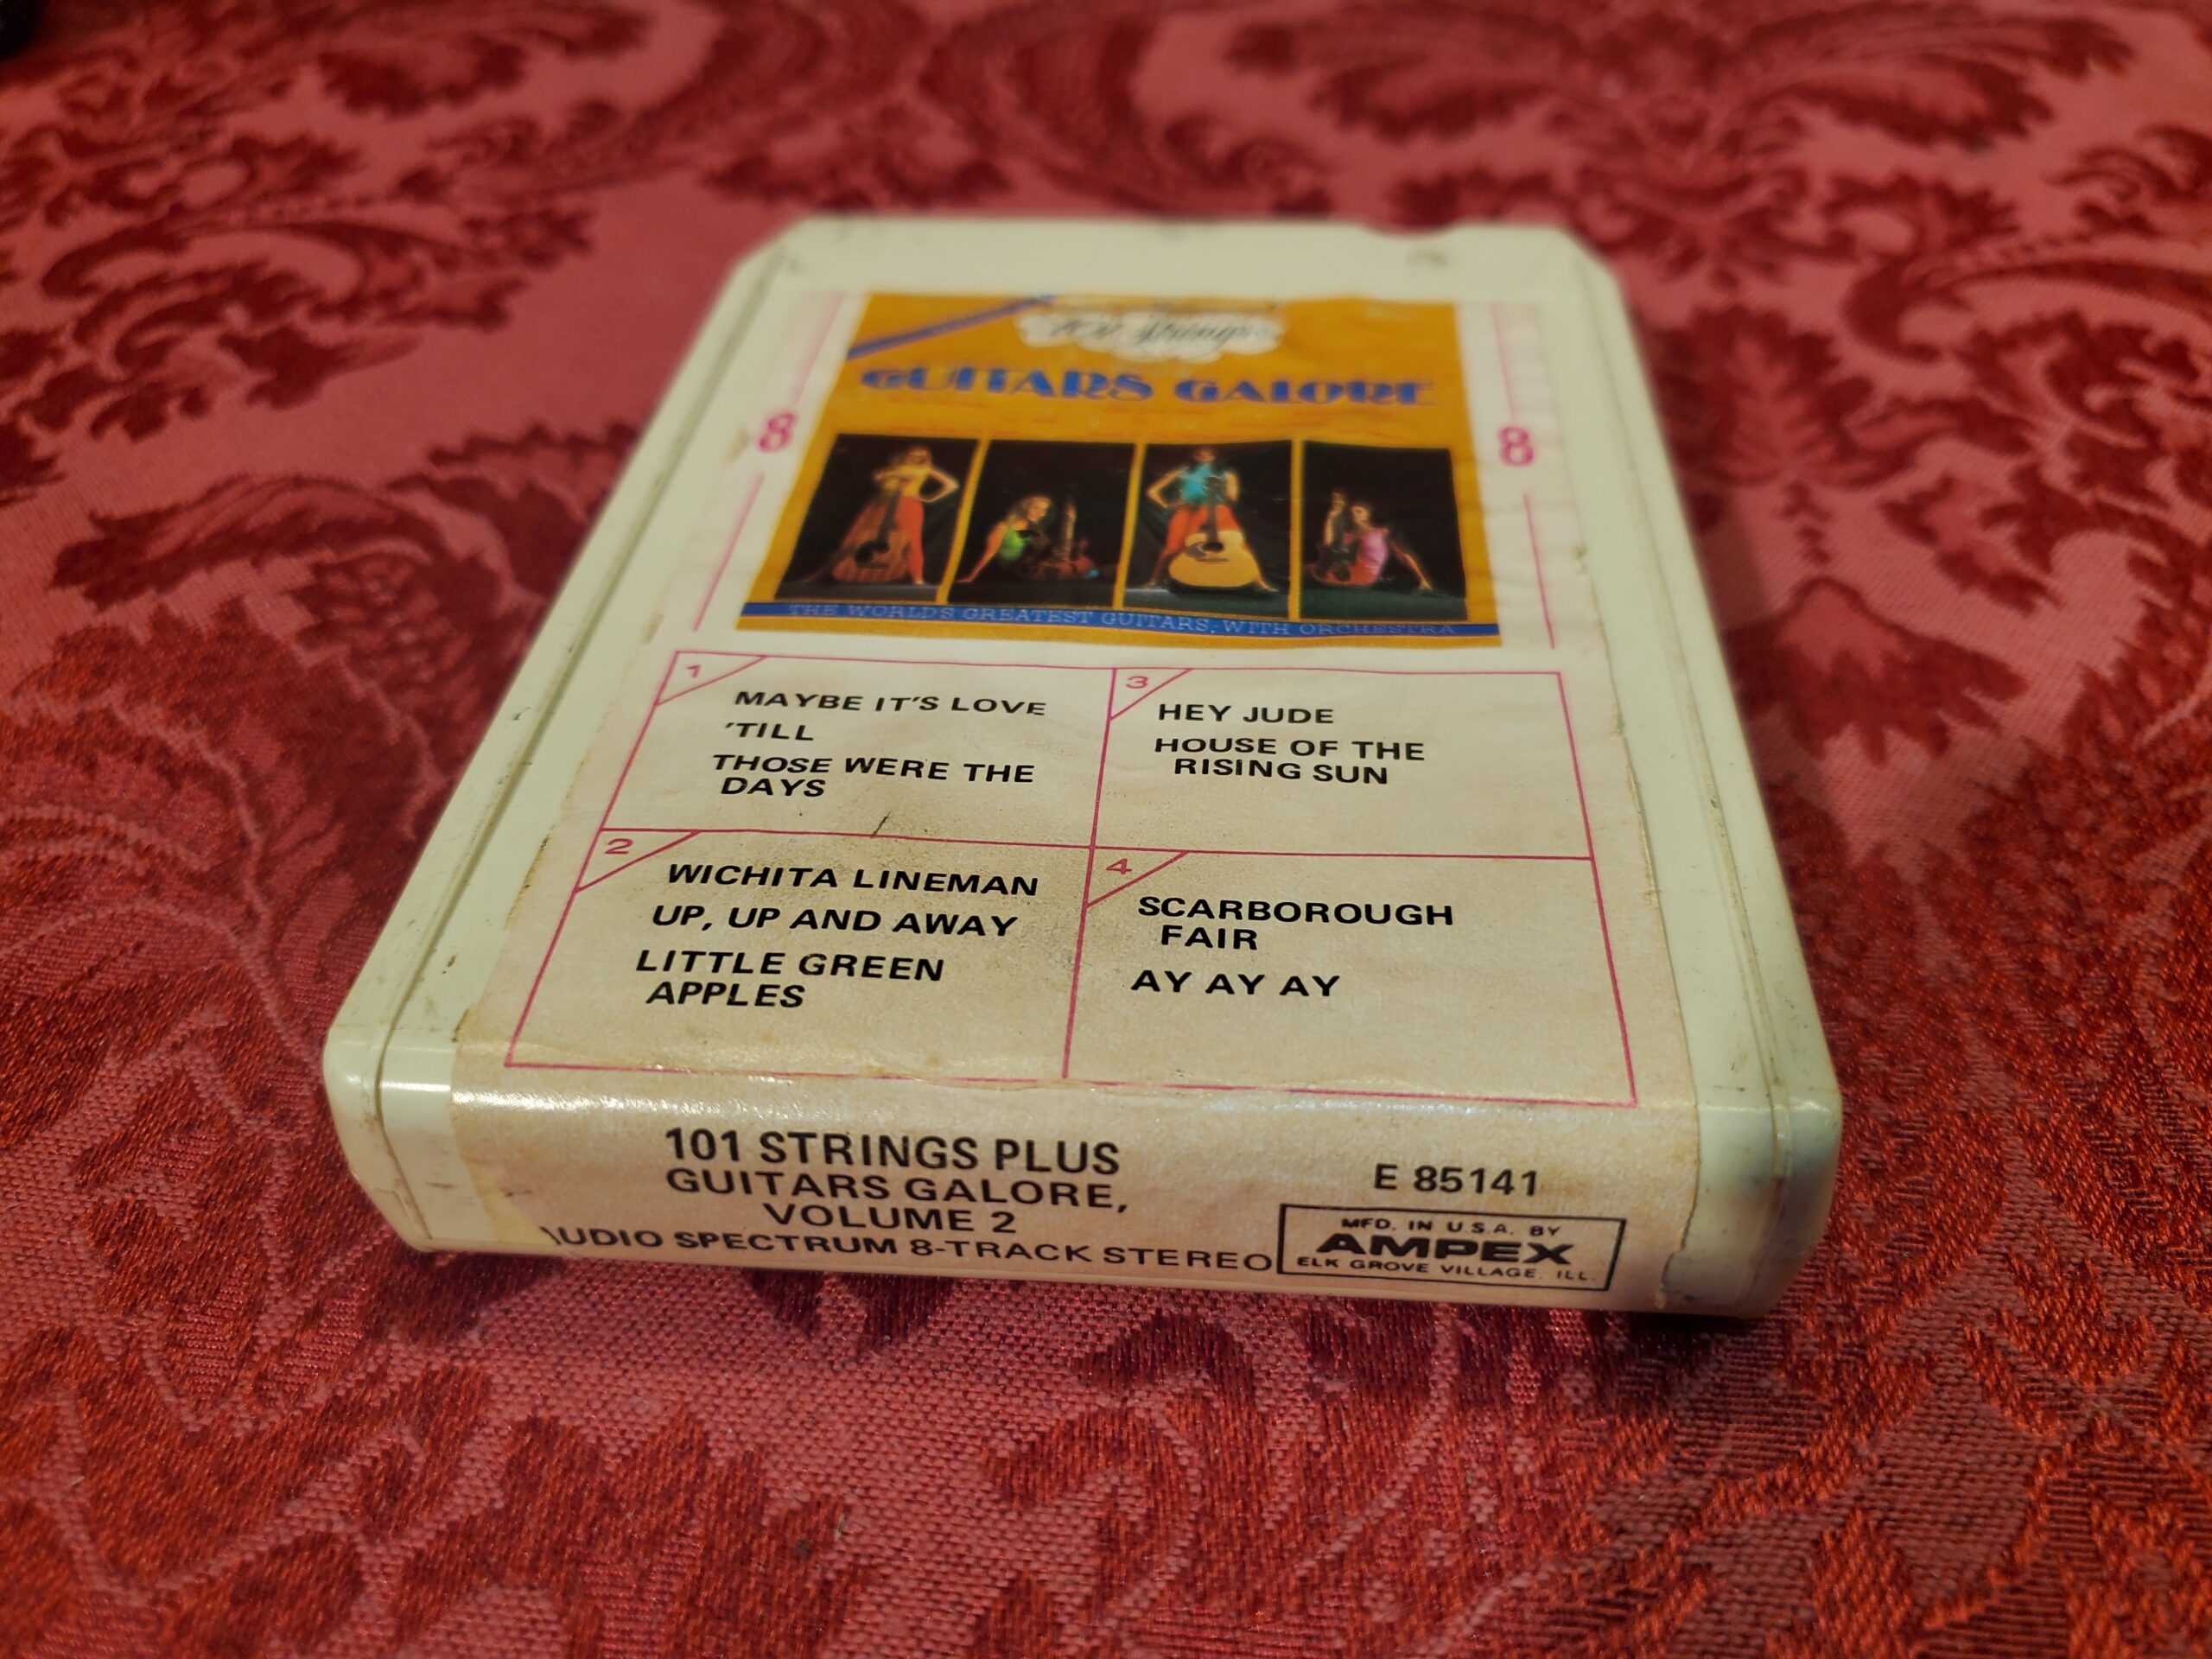 101 Strings
GUITARS GALORE
8
8
THE WORLDS GREATEST GUITARS, WITH ORCHESTRA
1
MAYBE IT'S LOVE
'TILL
THOSE WERE THE
DAYS
3
HEY JUDE
HOUSE OF THE
RISING SUN
2
WICHITA LINEMAN
UP, UP AND AWAY
LITTLE GREEN
APPLES
4
SCARBOROUGH
FAIR
AY AY AY
101 STRINGS PLUS
GUITARS GALORE,
VOLUME 2
AUDIO SPECTRUM 8-TRACK STEREO
E 85141
MFD. IN U.S.A. BY
AMPEX
ELK GROVE VILLAGE, ILL.